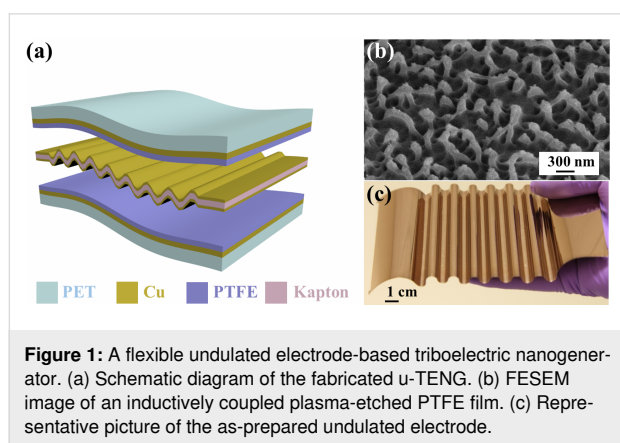 (a)
(b)
300 nm
(c)
1 cm
PET Cu PTFE Kapton
Figure 1: A flexible undulated electrode-based triboelectric nanogener-
ator. (a) Schematic diagram of the fabricated u-TENG. (b) FESEM
image of an inductively coupled plasma-etched PTFE film. (c) Repre-
sentative picture of the as-prepared undulated electrode.